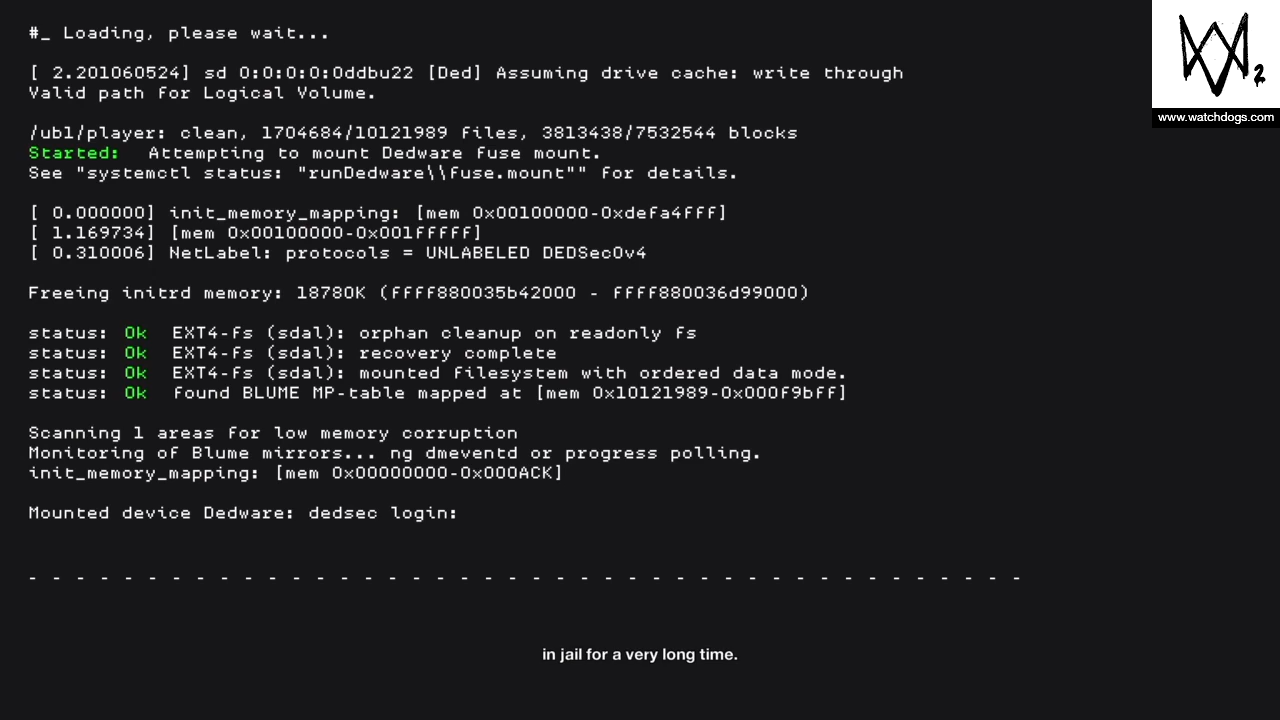 #_ Loading, please wait...
[ 2.201060524] sd 0:0:0:0:0ddbu22 [Ded] Assuming drive cache: write through
Valid path for Logical Volume.
/ubl/player: clean, 1704684/10121989 files, 3813438/7532544 blocks
Started: Attempting to mount Dedware fuse mount.
See "systemctl status: "runDedware\\fuse.mount"" for details.
[ 0.000000] init_memory_mapping: [mem 0x00100000-0xdefa4fff]
[ 1.169734] [mem 0x00100000-0x001fffff]
[ 0.310006] NetLabel: protocols = UNLABELED DEDSecOv4
Freeing initrd memory: 18780K (ffff880035b42000 - ffff880036d99000)
status: Ok EXT4-fs (sdal): orphan cleanup on readonly fs
status: Ok EXT4-fs (sdal): recovery complete
status: Ok EXT4-fs (sdal): mounted filesystem with ordered data mode.
status: Ok found BLUME MP-table mapped at [mem 0x10121989-0x000f9bff]
Scanning 1 areas for low memory corruption
Monitoring of Blume mirrors... ng dmeventd or progress polling.
init_memory_mapping: [mem 0x00000000-0x000ACK]
Mounted device Dedware: dedsec login:
- - - - - - - - - - - - - - - - - - - - - - - - - - - - - - - - - - - - - - - - - -
in jail for a very long time.
2
www.watchdogs.com